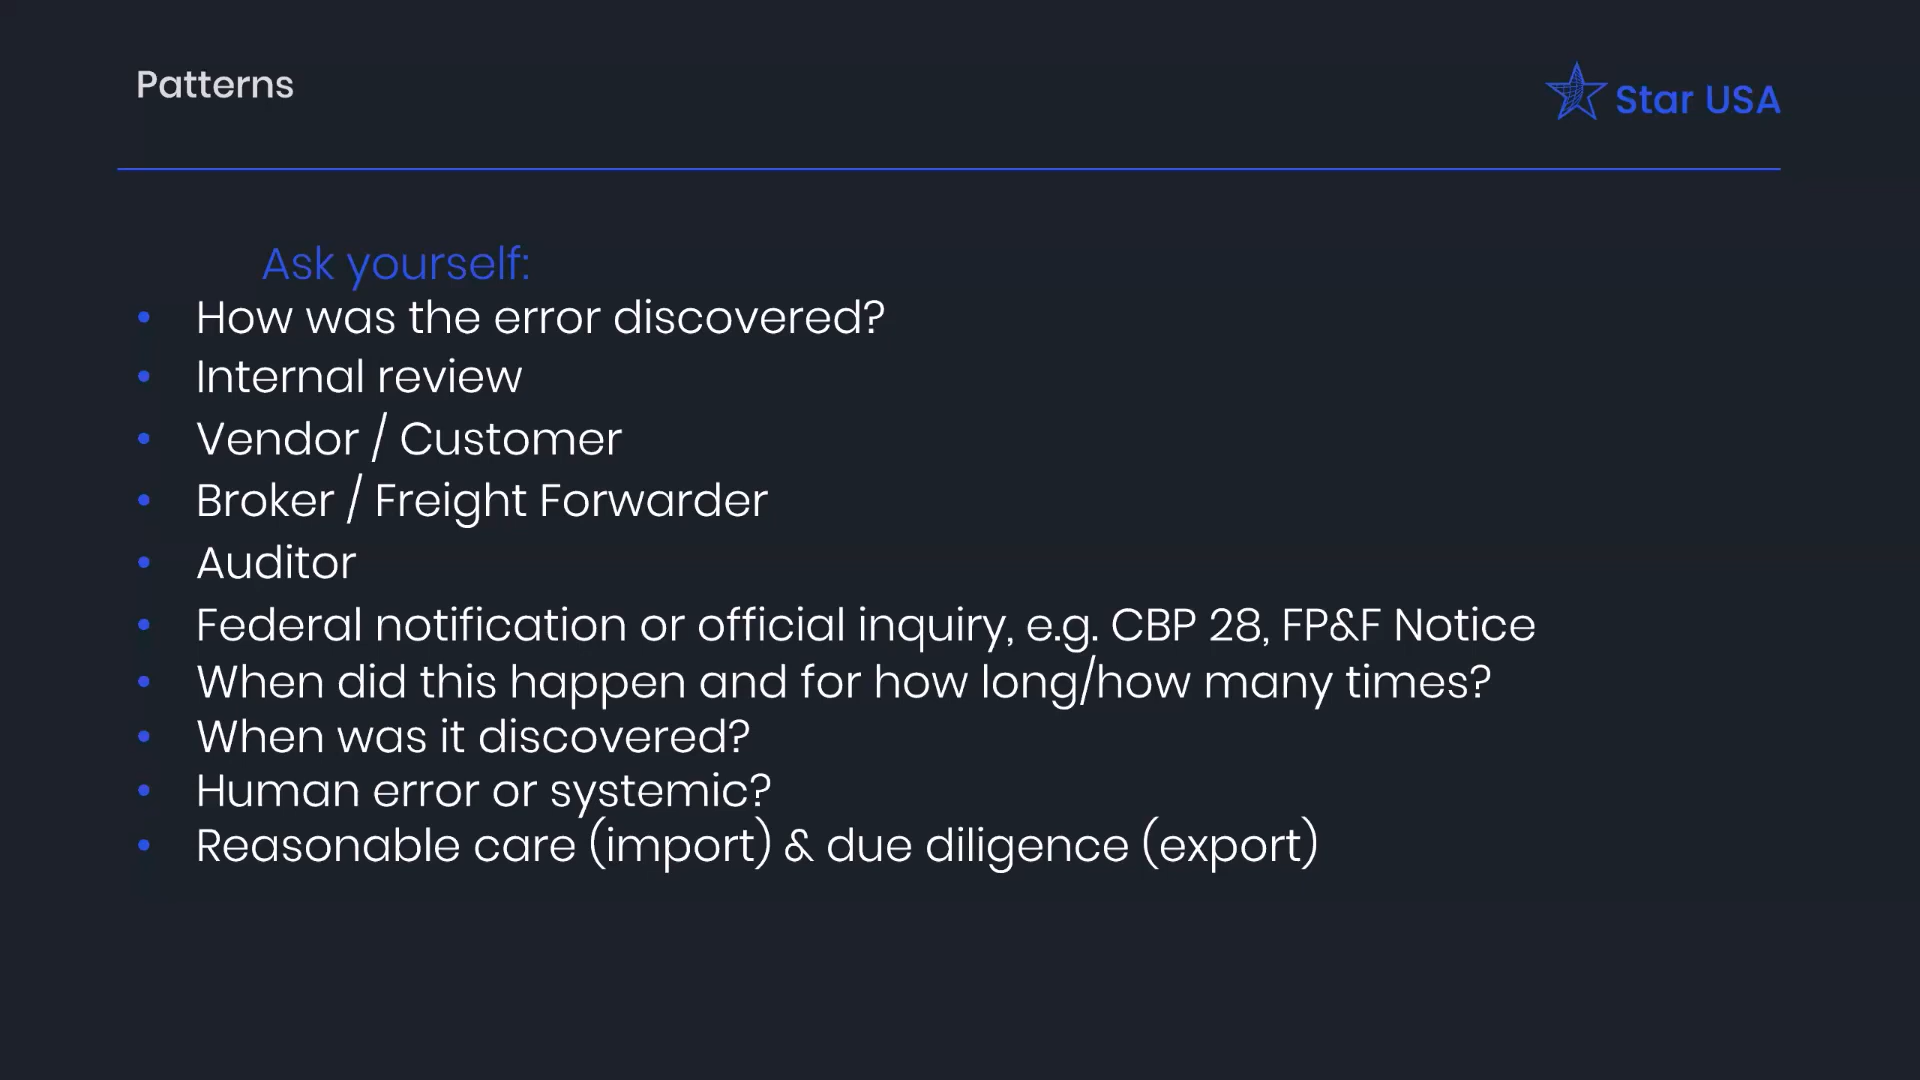 Patterns
Star USA
Ask yourself:
• How was the error discovered?
• Internal review
• Vendor / Customer
• Broker / Freight Forwarder
• Auditor
• Federal notification or official inquiry, e.g. CBP 28, FP&F Notice
• When did this happen and for how long/how many times?
• When was it discovered?
• Human error or systemic?
• Reasonable care (import) & due diligence (export)